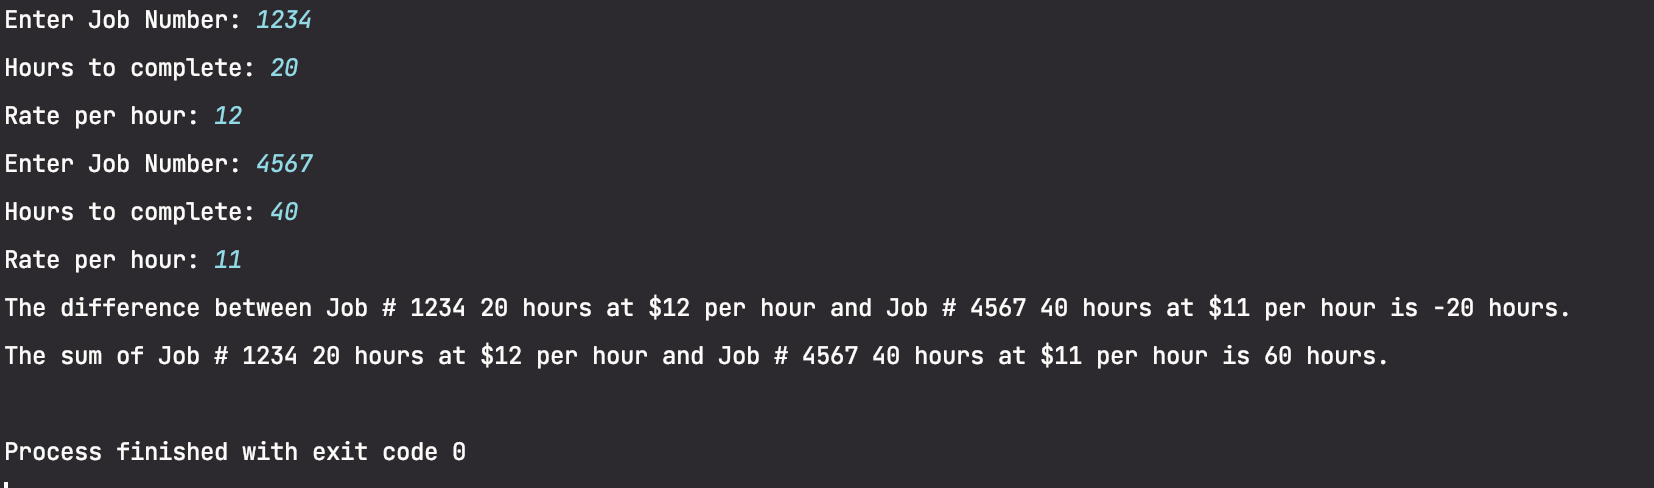 Enter Job Number: 1234
Hours to complete: 20
Rate per hour: 12
Enter Job Number: 4567
Hours to complete: 40
Rate per hour: 11
The difference between Job # 1234 20 hours at $12 per hour and Job # 4567 40 hours at $11 per hour is -20 hours.
The sum of Job # 1234 20 hours at $12 per hour and Job # 4567 40 hours at $11 per hour is 60 hours.
Process finished with exit code 0